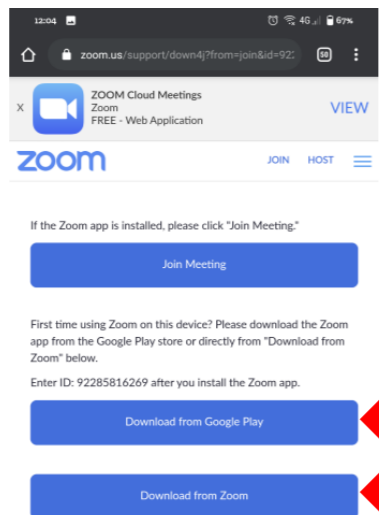 12:04 4G 67%
zoom.us/support/down4j?from=join&id=92: 50
X ZOOM Cloud Meetings
Zoom
FREE - Web Application
VIEW
zoom JOIN HOST
If the Zoom app is installed, please click "Join Meeting."
Join Meeting
First time using Zoom on this device? Please download the Zoom
app from the Google Play store or directly from "Download from
Zoom" below.
Enter ID: 92285816269 after you install the Zoom app.
Download from Google Play
Download from Zoom